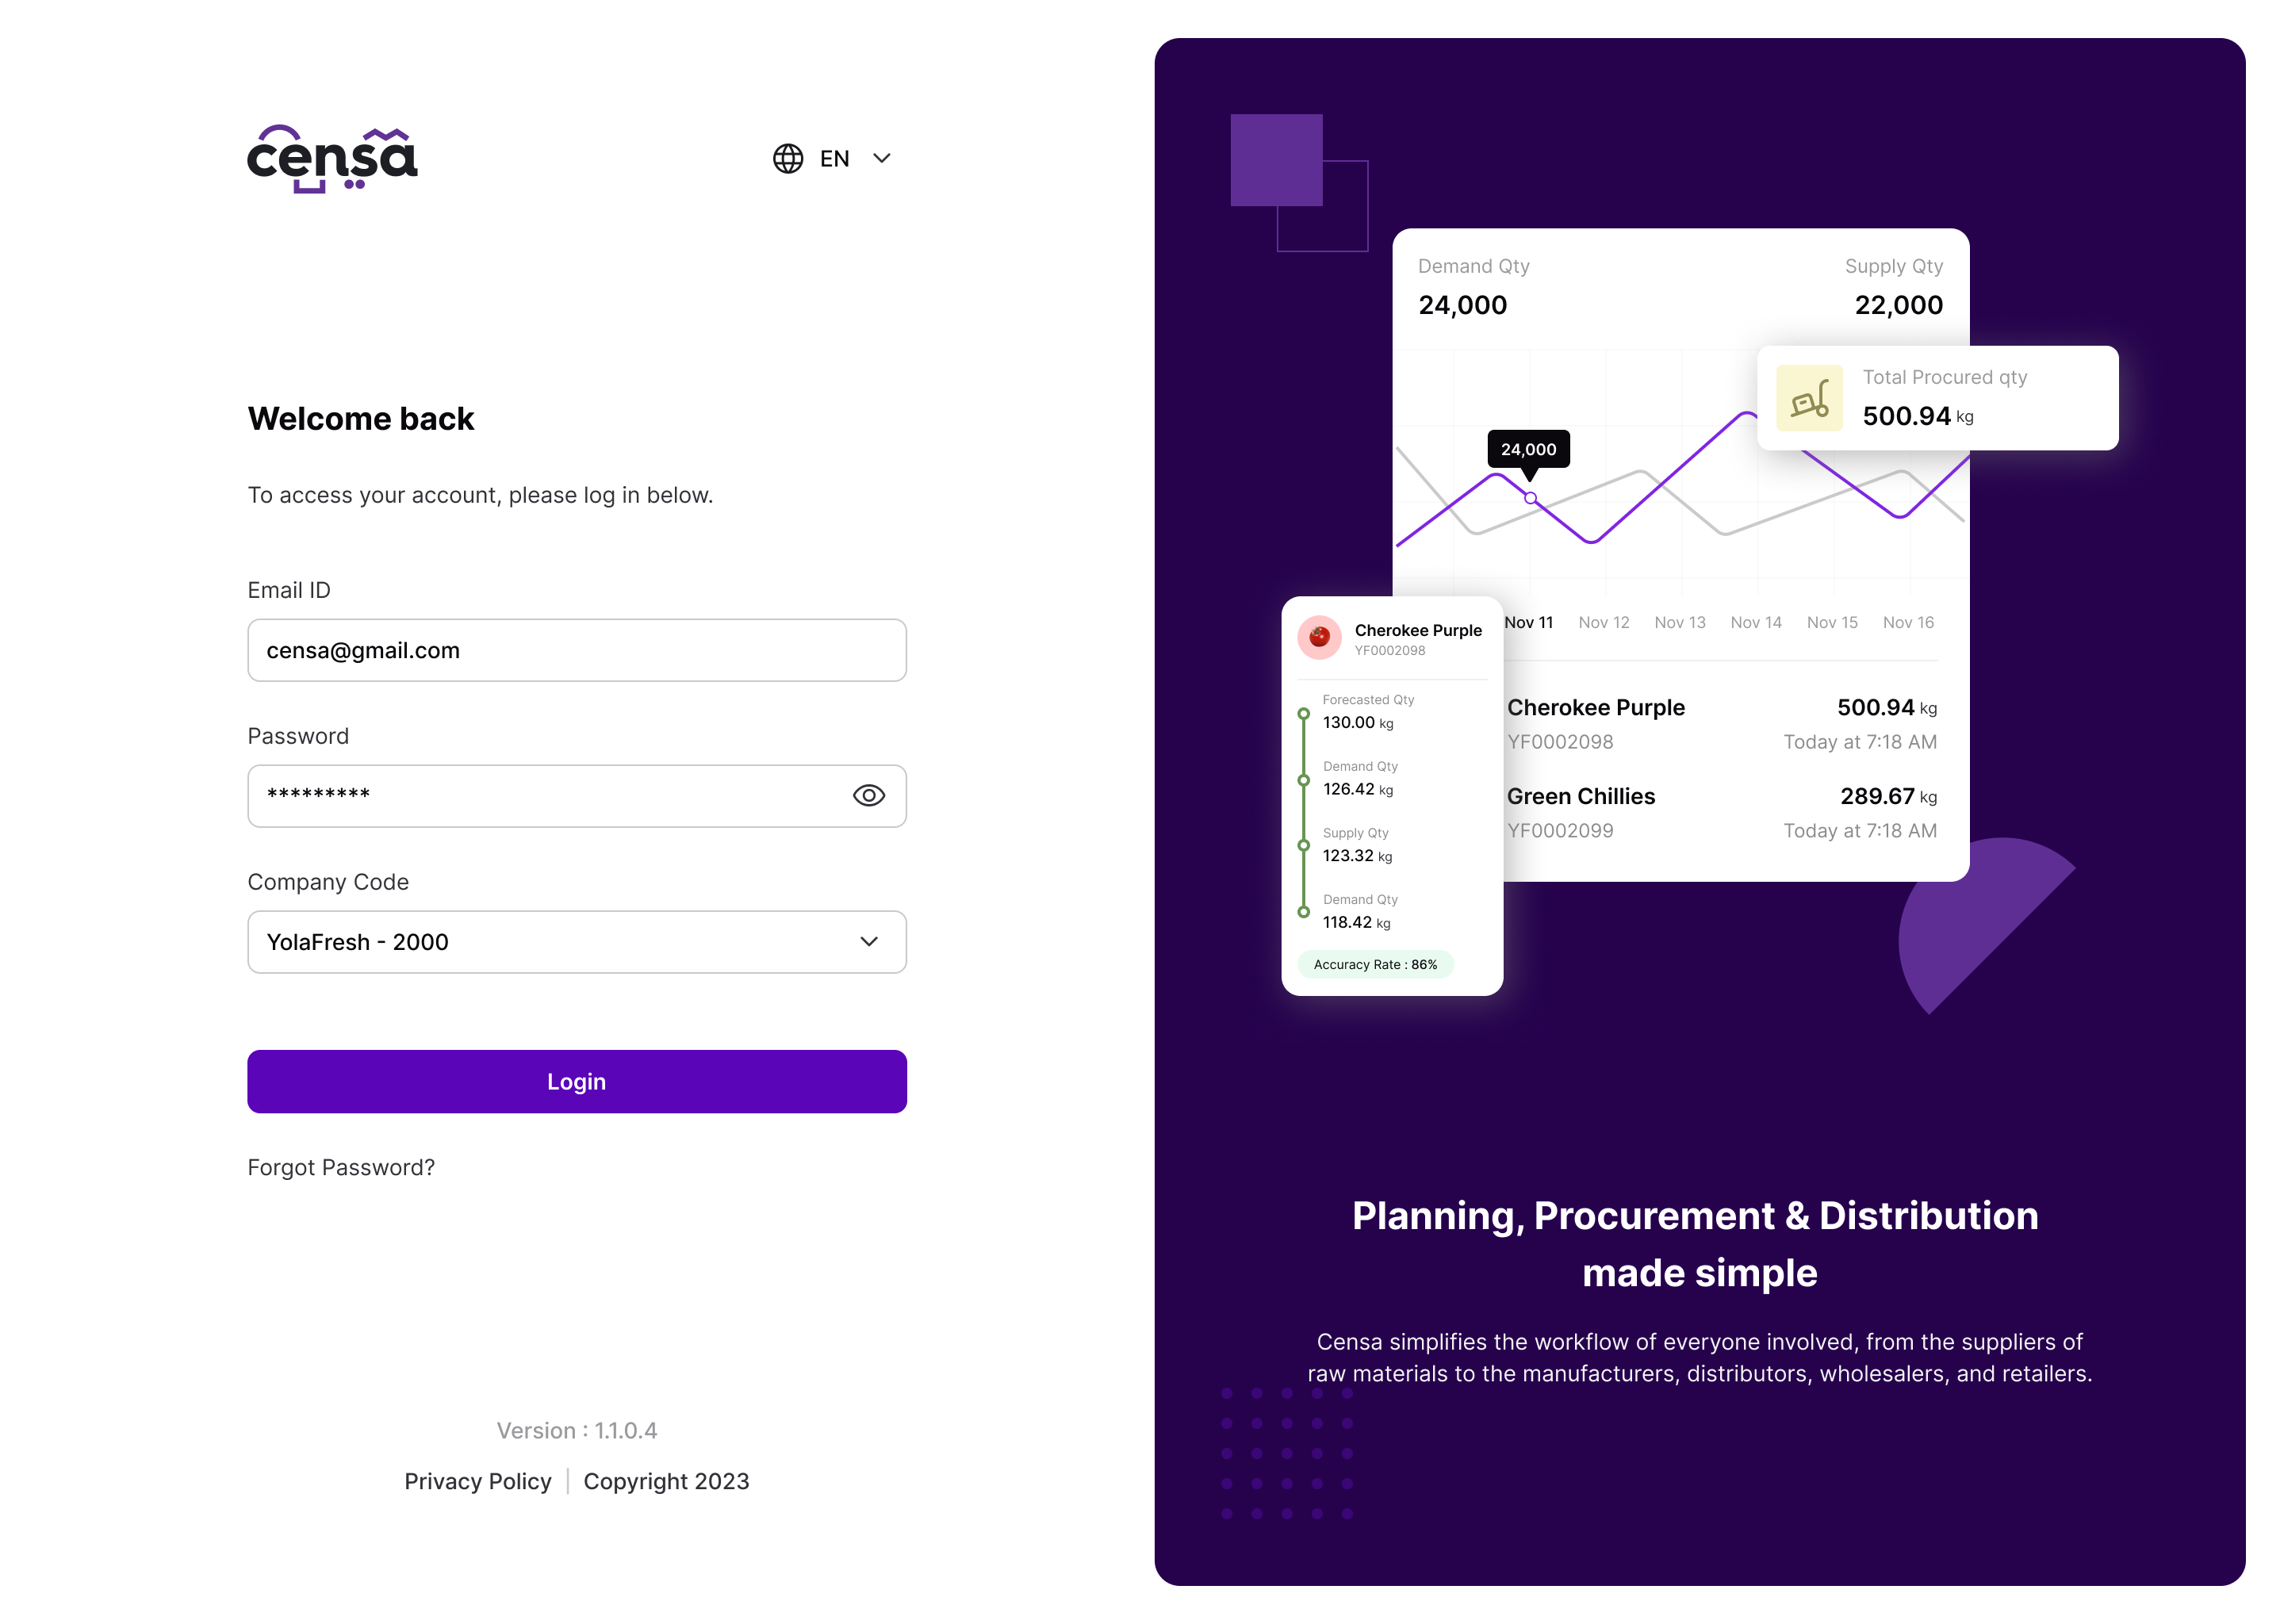 censa
EN
Welcome back
To access your account, please log in below.
Email ID
censa@gmail.com
Password
*********
Company Code
YolaFresh - 2000
Login
Forgot Password?
Version : 1.1.0.4
Privacy Policy | Copyright 2023
Demand Qty
24,000
Supply Qty
22,000
Total Procured qty
500.94 kg
24,000
Nov 11 Nov 12 Nov 13 Nov 14 Nov 15 Nov 16
Cherokee Purple 500.94 kg
YF0002098 Today at 7:18 AM
Green Chillies 289.67 kg
YF0002099 Today at 7:18 AM
Cherokee Purple
YF0002098
Forecasted Qty
130.00 kg
Demand Qty
126.42 kg
Supply Qty
123.32 kg
Demand Qty
118.42 kg
Accuracy Rate : 86%
Planning, Procurement & Distribution
made simple
Censa simplifies the workflow of everyone involved, from the suppliers of
raw materials to the manufacturers, distributors, wholesalers, and retailers.